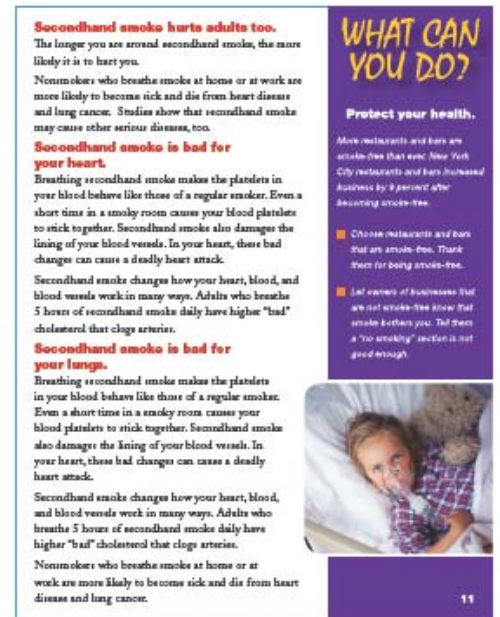 Secondhand smoke hurts adults too.
The longer you are around secondhand smoke, the more
likely it is to hurt you.
Nonsmokers who breathe smoke at home or at work are
more likely to become sick and die from heart disease
and lung cancer. Studies show that secondhand smoke
may cause other serious diseases, too.
Secondhand smoke is bad for
your heart.
Breathing secondhand smoke makes the platelets in
your blood behave like those of a regular smoker. Even a
short time in a smoky room causes your blood platelets
to stick together. Secondhand smoke also damages the
lining of your blood vessels. In your heart, these bad
changes can cause a deadly heart attack.
Secondhand smoke changes how your heart, blood, and
blood vessels work in many ways. Adults who breathe
5 hours of secondhand smoke daily have higher "bad"
cholesterol that clogs arteries.
Secondhand smoke is bad for
your lungs.
Breathing secondhand smoke makes the platelets
in your blood behave like those of a regular smoker.
Even a short time in a smoky room causes your
blood platelets to stick together. Secondhand smoke
also damages the lining of your blood vessels. In
your heart, these bad changes can cause a deadly
heart attack.
Secondhand smoke changes how your heart, blood,
and blood vessels work in many ways. Adults who
breathe 5 hours of secondhand smoke daily have
higher "bad" cholesterol that clogs arteries.
Nonsmokers who breathe smoke at home or at
work are more likely to become sick and die from heart
disease and lung cancer.
WHAT CAN
YOU DO?
Protect your health.
More restaurants and bars are
smoke-free than ever. New York
City restaurants and bars increased
business by 9 percent after
becoming smoke-free.
Choose restaurants and bars
that are smoke-free. Thank
them for being smoke-free.
Let owners of businesses that
are not smoke-free know that
smoke bothers you. Tell them
a "no smoking" section is not
good enough.
11